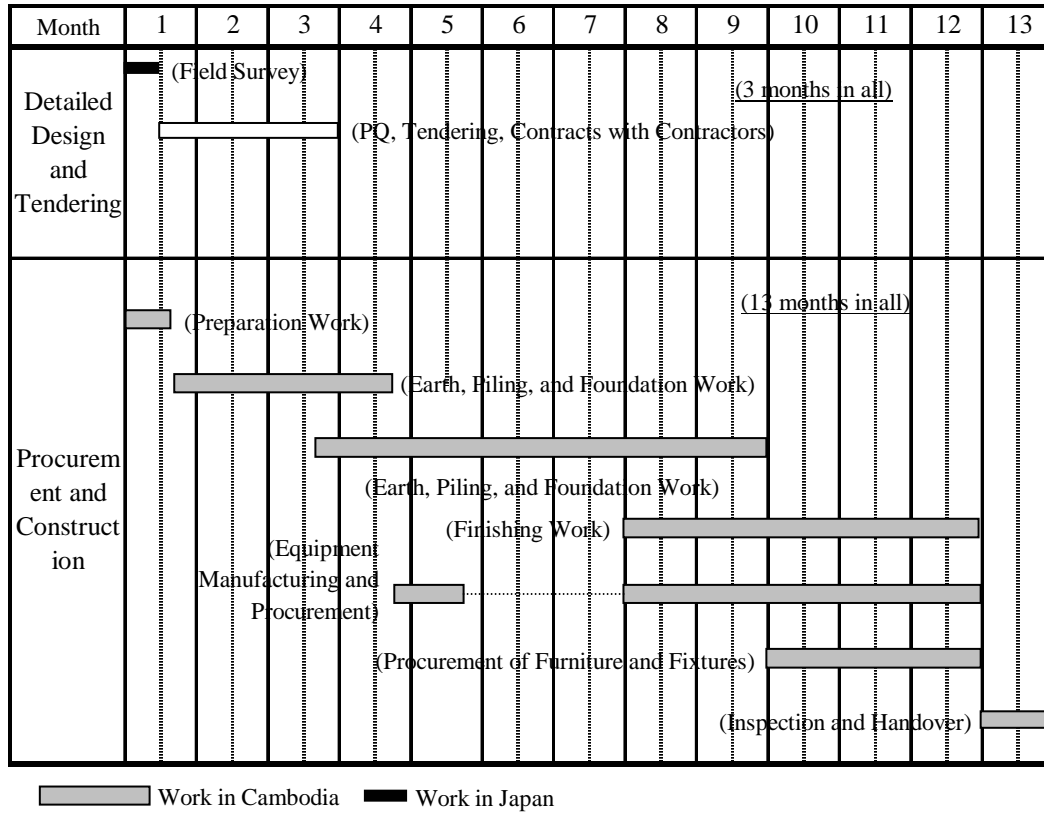 Month 1 2 3 4 5 6 7 8 9 10 11 12 13
Detailed
Design
and
Tendering
(Field Survey)
(3 months in all)
(PQ, Tendering, Contracts with Contractors)
Procurem
ent and
Construct
ion
(13 months in all)
(Preparation Work)
(Earth, Piling, and Foundation Work)
(Earth, Piling, and Foundation Work)
(Finishing Work)
(Equipment
Manufacturing and
Procurement)
(Procurement of Furniture and Fixtures)
(Inspection and Handover)
Work in Cambodia Work in Japan